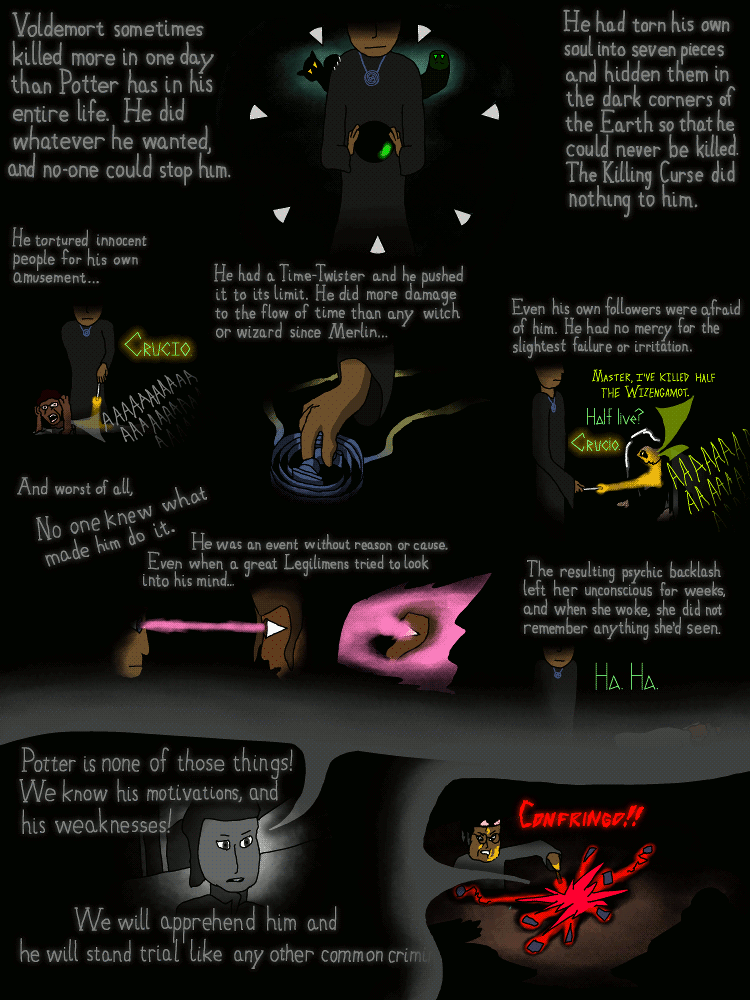 Voldemort sometimes
killed more in one day
than Potter has in his
entire life. He did
whatever he wanted,
and no-one could stop him.
He had torn his own
soul into seven pieces
and hidden them in
the dark corners of
the Earth so that he
could never be killed.
The Killing Curse did
nothing to him.
He tortured innocent
people for his own
amusement...
CRUCIO
AAAAAAAAAA
AAAAAAA
AA
He had a Time-Twister and he pushed
it to its limit. He did more damage
to the flow of time than any witch
or wizard since Merlin...
Even his own followers were afraid
of him. He had no mercy for the
slightest failure or irritation.
MASTER, I'VE KILLED HALF
THE WIZENGAMOT.
Half live?
CRUCIO
AAAAAAA
AAAAAA
And worst of all,
No one knew what
made him do it.
He was an event without reason or cause.
Even when a great Legilimens tried to look
into his mind...
The resulting psychic backlash
left her unconscious for weeks,
and when she woke, she did not
remember anything she'd seen.
HA. HA.
Potter is none of those things!
We know his motivations, and
his weaknesses!
We will apprehend him and
he will stand trial like any other common crimi
CONFRINGO!!